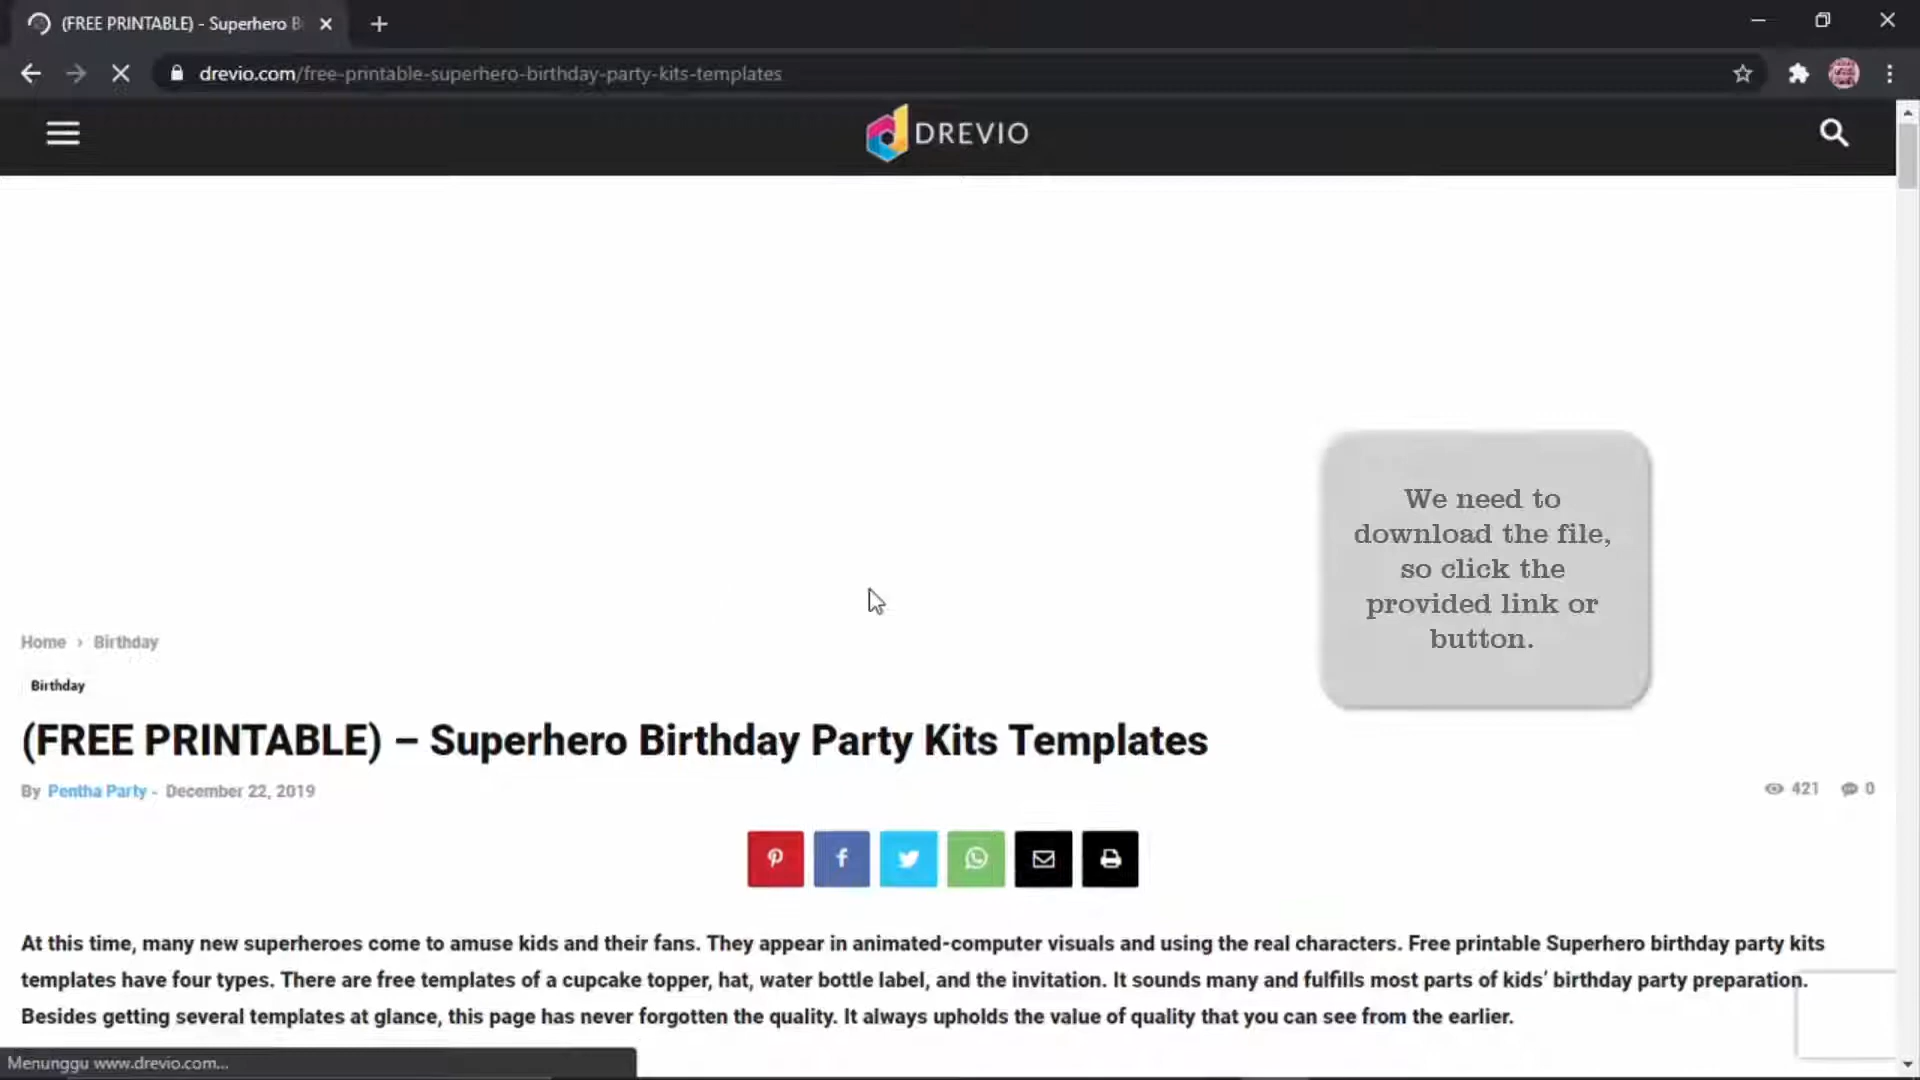 (FREE PRINTABLE) - Superhero B
drevio.com/free-printable-superhero-birthday-party-kits-templates
DREVIO
We need to
download the file,
so click the
provided link or
button.
Home › Birthday
Birthday
(FREE PRINTABLE) – Superhero Birthday Party Kits Templates
By Pentha Party - December 22, 2019
421 0
At this time, many new superheroes come to amuse kids and their fans. They appear in animated-computer visuals and using the real characters. Free printable Superhero birthday party kits
templates have four types. There are free templates of a cupcake topper, hat, water bottle label, and the invitation. It sounds many and fulfills most parts of kids’ birthday party preparation.
Besides getting several templates at glance, this page has never forgotten the quality. It always upholds the value of quality that you can see from the earlier.
Menunggu www.drevio.com...